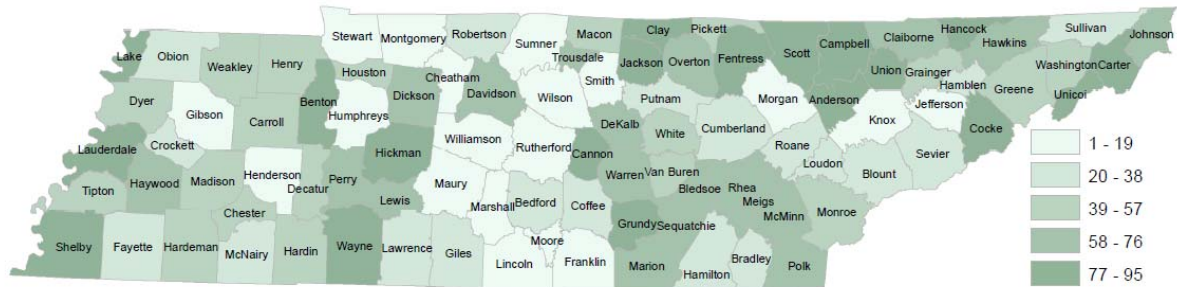 Stewart
Montgomery
Robertson
Sumner
Macon
Clay
Pickett
Claiborne
Hancock
Sullivan
Johnson
Lake
Obion
Weakley
Henry
Houston
Cheatham
Trousdale
Jackson
Overton
Fentress
Scott
Campbell
Union
Hawkins
Grainger
Hamblen
Washington
Carter
Dyer
Gibson
Carroll
Benton
Humphreys
Dickson
Davidson
Wilson
Smith
Putnam
Morgan
Anderson
Knox
Jefferson
Greene
Unicoi
Lauderdale
Crockett
Henderson
Decatur
Perry
Hickman
Williamson
Rutherford
Cannon
DeKalb
White
Cumberland
Roane
Loudon
Blount
Sevier
Cocke
Tipton
Haywood
Madison
Chester
Lewis
Maury
Marshall
Bedford
Coffee
Warren
Van Buren
Bledsoe
Rhea
Meigs
McMinn
Monroe
Shelby
Fayette
Hardeman
McNairy
Hardin
Wayne
Lawrence
Giles
Lincoln
Moore
Franklin
Grundy
Sequatchie
Marion
Hamilton
Bradley
Polk
1 - 19
20 - 38
39 - 57
58 - 76
77 - 95